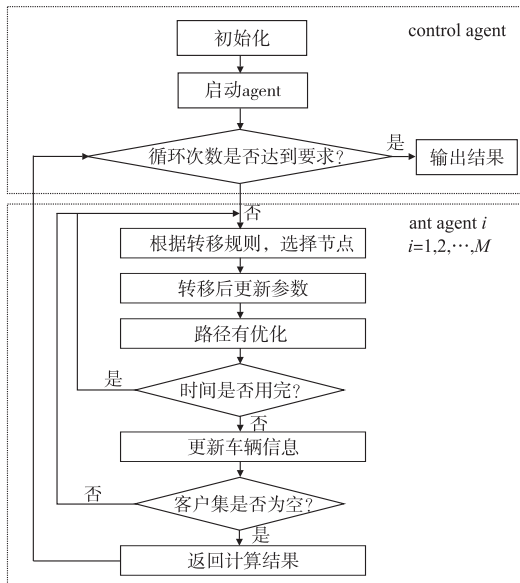 初始化
control agent
启动agent
循环次数是否达到要求?
是
输出结果
否
ant agent i
i=1,2,⋯,M
根据转移规则，选择节点
转移后更新参数
路径有优化
是
时间是否用完?
否
更新车辆信息
否
客户集是否为空?
是
返回计算结果